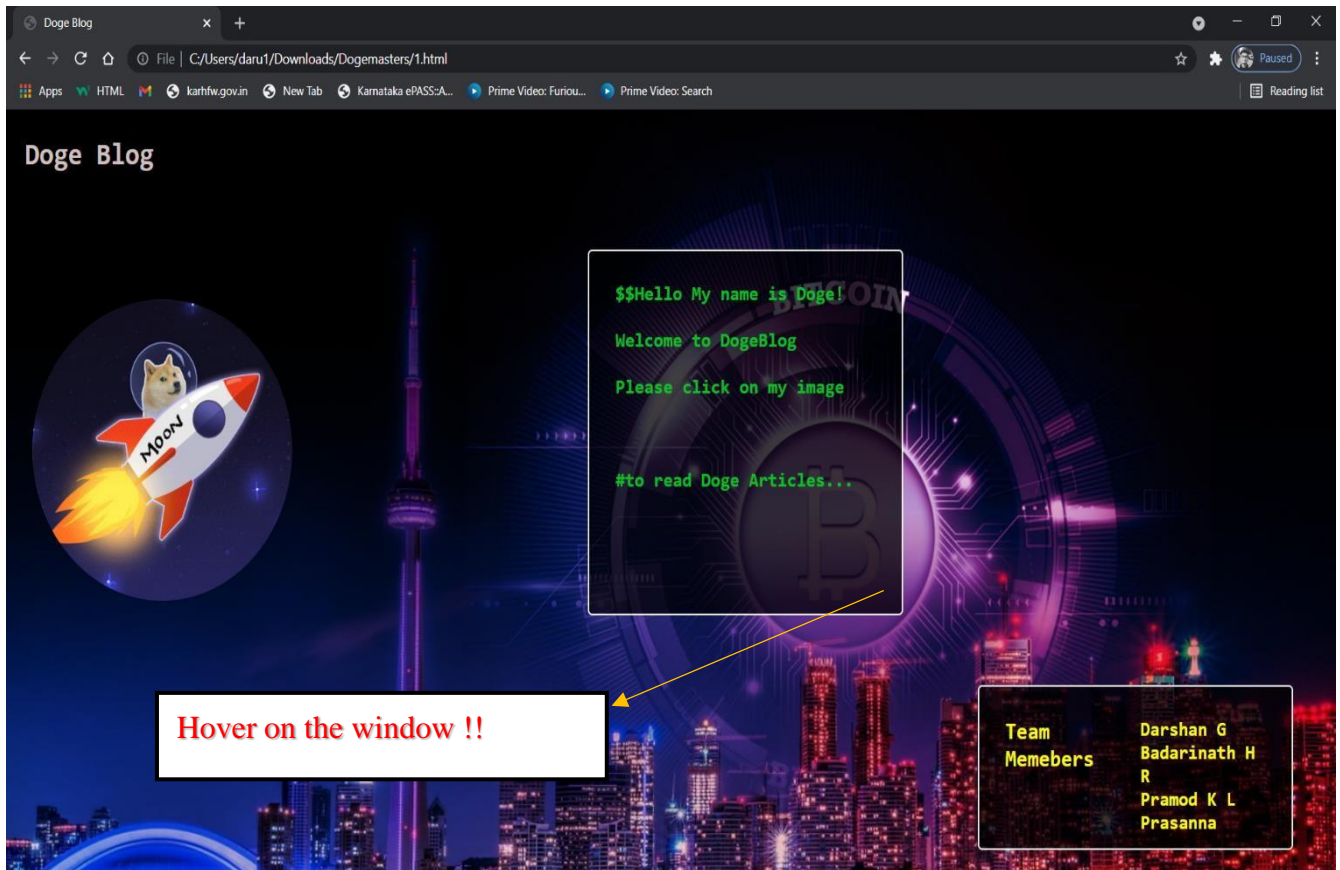 Doge Blog
File | C:/Users/daru1/Downloads/Dogemasters/1.html
Paused
Apps
HTML
karhfw.gov.in
New Tab
Karnataka ePASS::A...
Prime Video: Furiou...
Prime Video: Search
Reading list
Doge Blog
$$Hello My name is Doge!
BITCOIN
Welcome to DogeBlog
Please click on my image
MOON
#to read Doge Articles...
Hover on the window !!
Team
Memebers
Darshan G
Badarinath H
R
Pramod K L
Prasanna